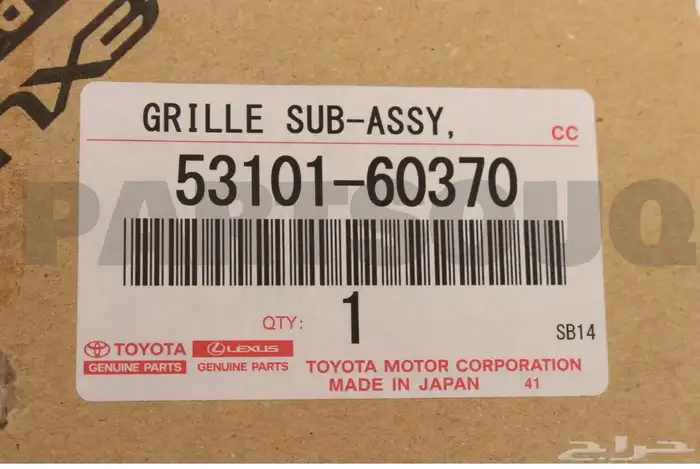 GRILLE SUB-ASSY,
CC
53101-60370
PARTSOUQ
QTY: 1
SB14
TOYOTA
GENUINE PARTS
LEXUS
GENUINE PARTS
TOYOTA MOTOR CORPORATION
MADE IN JAPAN 41
حراج